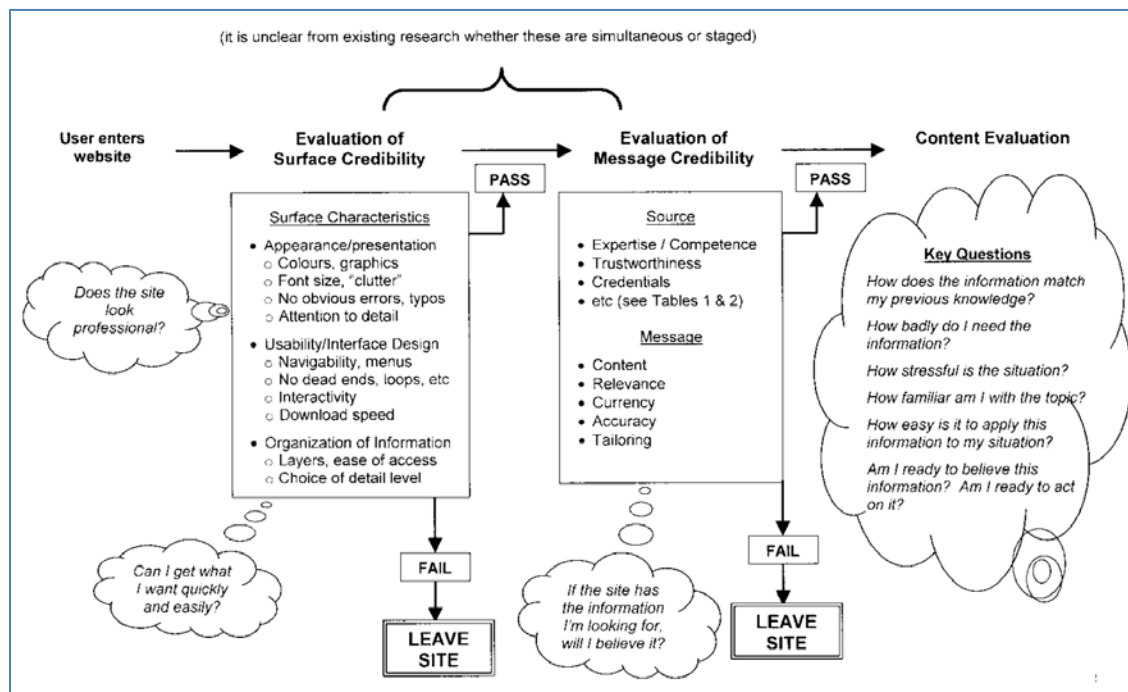 (it is unclear from existing research whether these are simultaneous or staged)
User enters
website
Evaluation of
Surface Credibility
Evaluation of
Message Credibility
Content Evaluation
PASS
PASS
Surface Characteristics
• Appearance/presentation
○ Colours, graphics
○ Font size, “clutter”
○ No obvious errors, typos
○ Attention to detail
• Usability/Interface Design
○ Navigability, menus
○ No dead ends, loops, etc
○ Interactivity
○ Download speed
• Organization of Information
○ Layers, ease of access
○ Choice of detail level
Does the site
look
professional?
Can I get what
I want quickly
and easily?
FAIL
LEAVE
SITE
Source
• Expertise / Competence
• Trustworthiness
• Credentials
• etc (see Tables 1 & 2)
Message
• Content
• Relevance
• Currency
• Accuracy
• Tailoring
If the site has
the information
I'm looking for,
will I believe it?
FAIL
LEAVE
SITE
Key Questions
How does the information match
my previous knowledge?
How badly do I need the
information?
How stressful is the situation?
How familiar am I with the topic?
How easy is it to apply this
information to my situation?
Am I ready to believe this
information? Am I ready to act
on it?